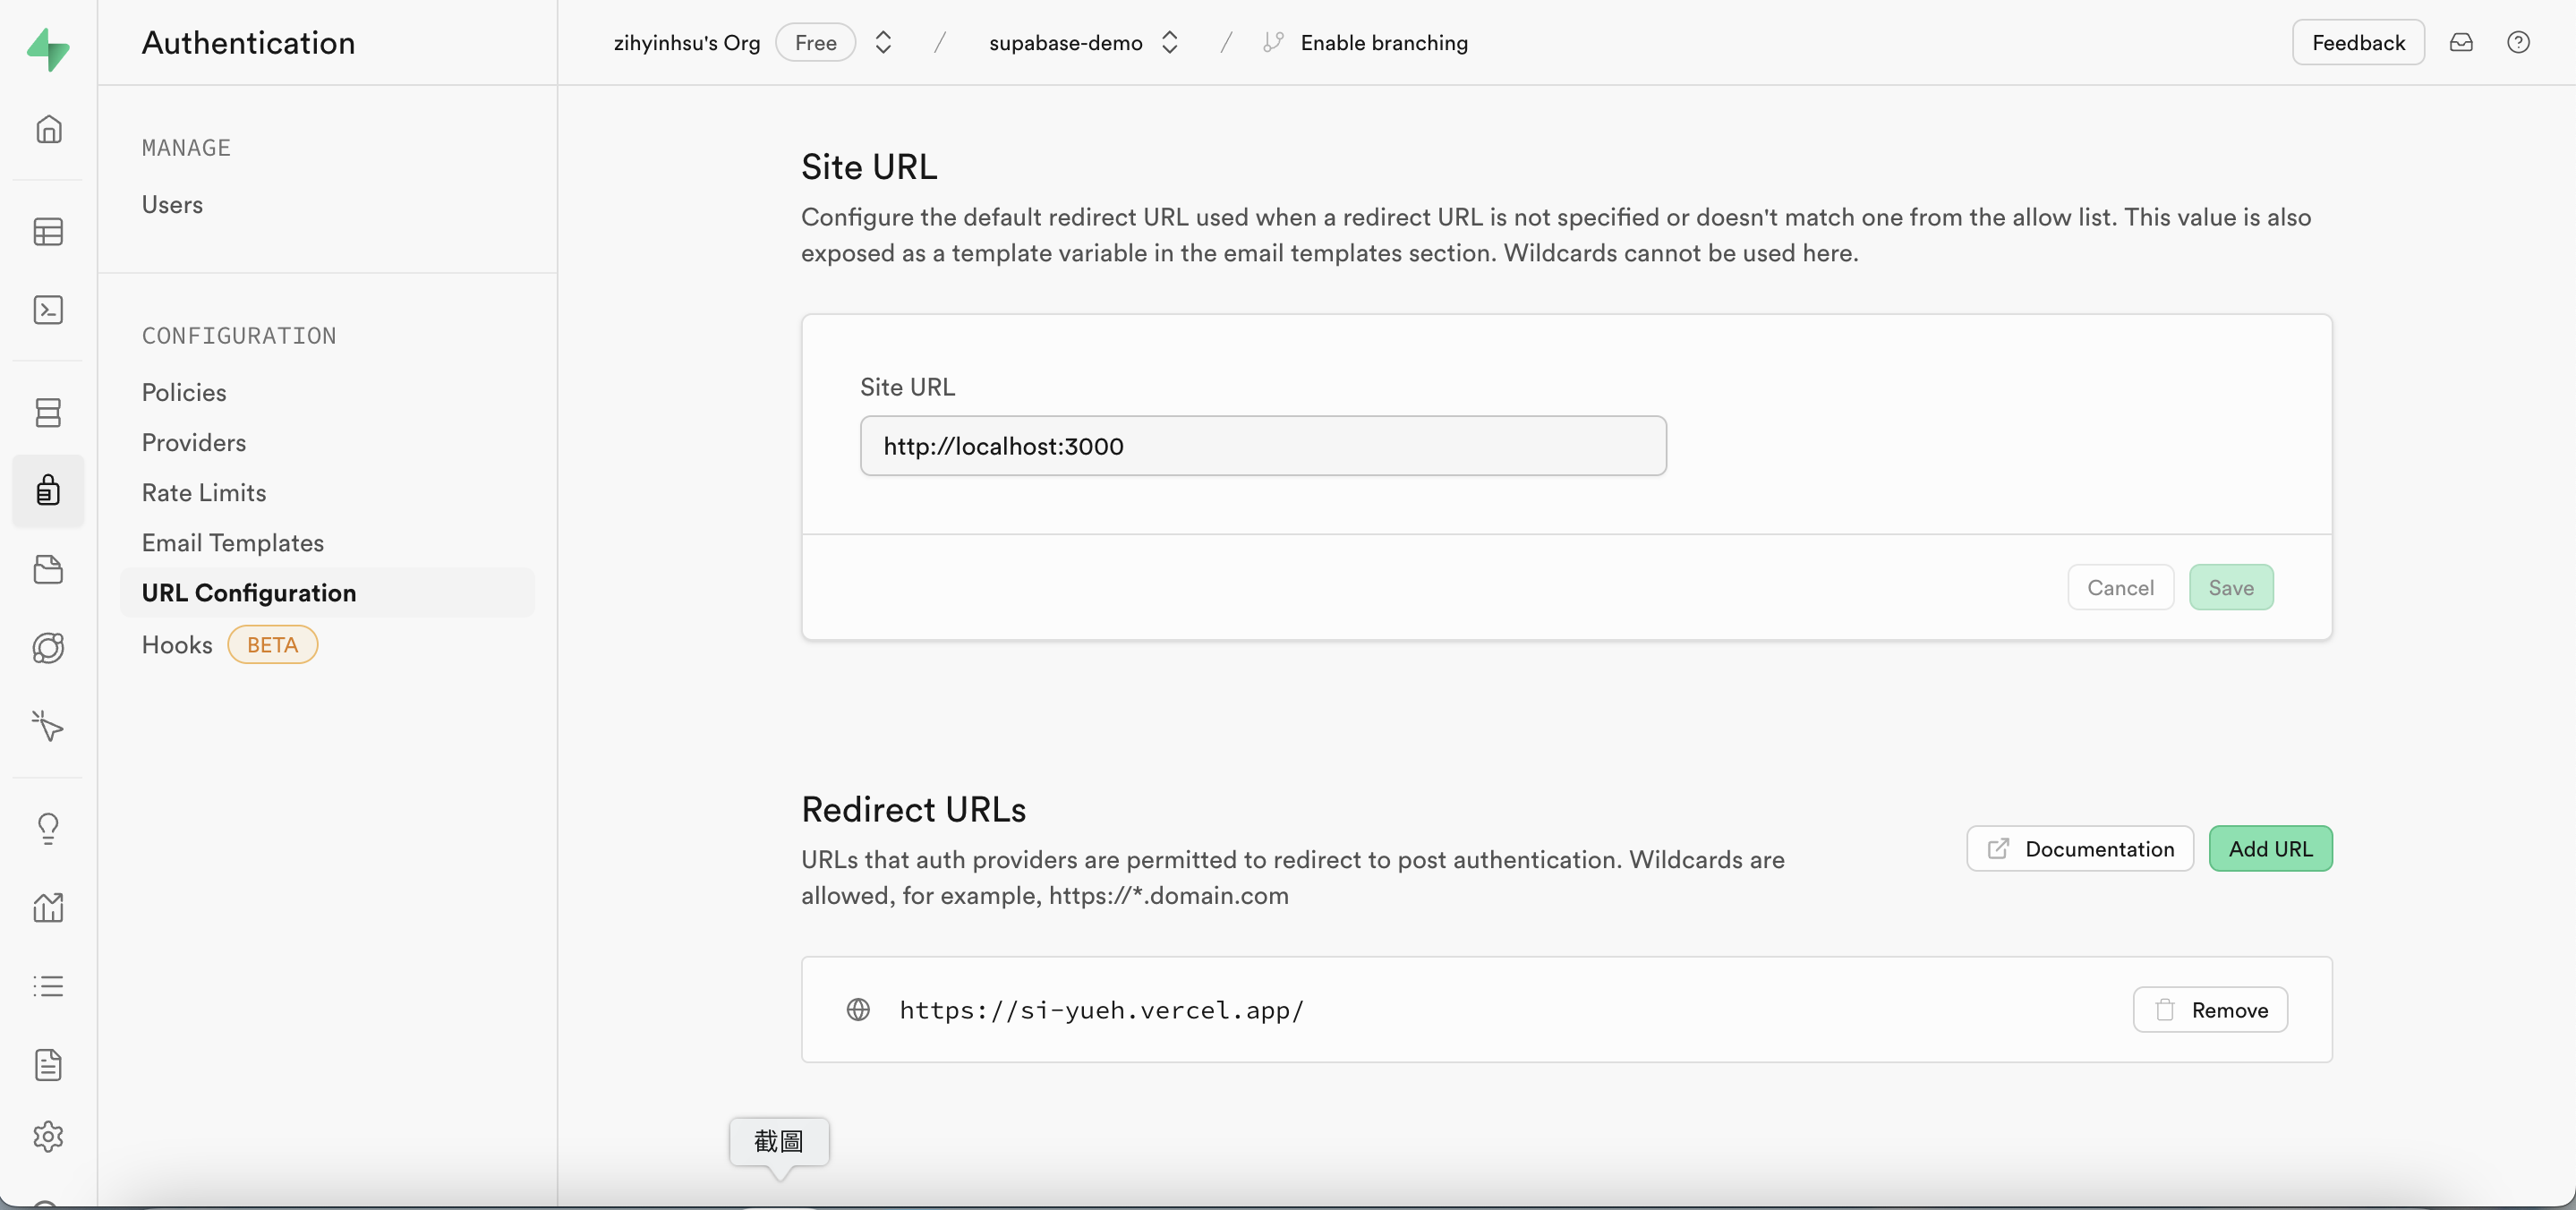 Authentication
zihyinhsu's Org Free / supabase-demo / Enable branching
Feedback
MANAGE
Users
CONFIGURATION
Policies
Providers
Rate Limits
Email Templates
URL Configuration
Hooks BETA
Site URL
Configure the default redirect URL used when a redirect URL is not specified or doesn't match one from the allow list. This value is also
exposed as a template variable in the email templates section. Wildcards cannot be used here.
Site URL
http://localhost:3000
Cancel Save
Redirect URLs
URLs that auth providers are permitted to redirect to post authentication. Wildcards are
allowed, for example, https://*.domain.com
Documentation Add URL
https://si-yueh.vercel.app/
Remove
截圖